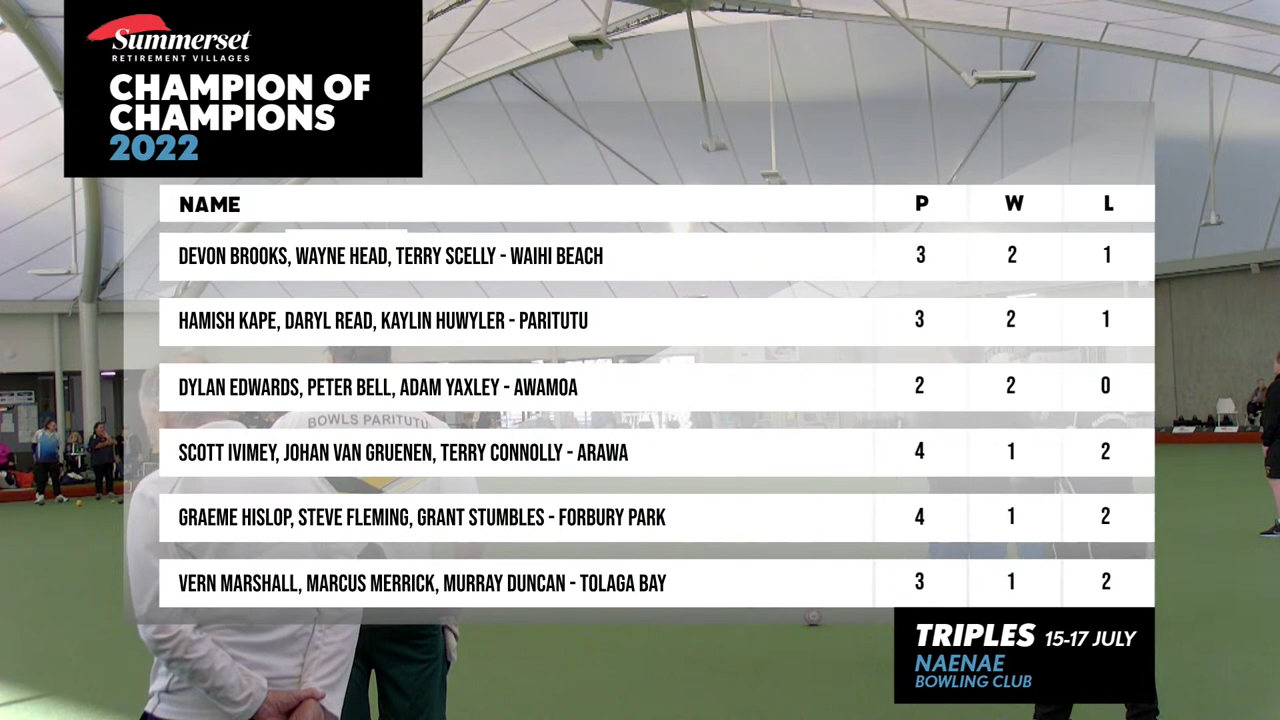 Summerset
RETIREMENT VILLAGES
CHAMPION OF
CHAMPIONS
2022
NAME P W L
DEVON BROOKS, WAYNE HEAD, TERRY SCELLY - WAIHI BEACH 3 2 1
HAMISH KAPE, DARYL READ, KAYLIN HUWYLER - PARITUTU 3 2 1
DYLAN EDWARDS, PETER BELL, ADAM YAXLEY - AWAMOA 2 2 0
BOWLS PARITUTU
SCOTT IVIMEY, JOHAN VAN GRUENEN, TERRY CONNOLLY - ARAWA 4 1 2
GRAEME HISLOP, STEVE FLEMING, GRANT STUMBLES - FORBURY PARK 4 1 2
VERN MARSHALL, MARCUS MERRICK, MURRAY DUNCAN - TOLAGA BAY 3 1 2
TRIPLES 15-17 JULY
NAENAE
BOWLING CLUB